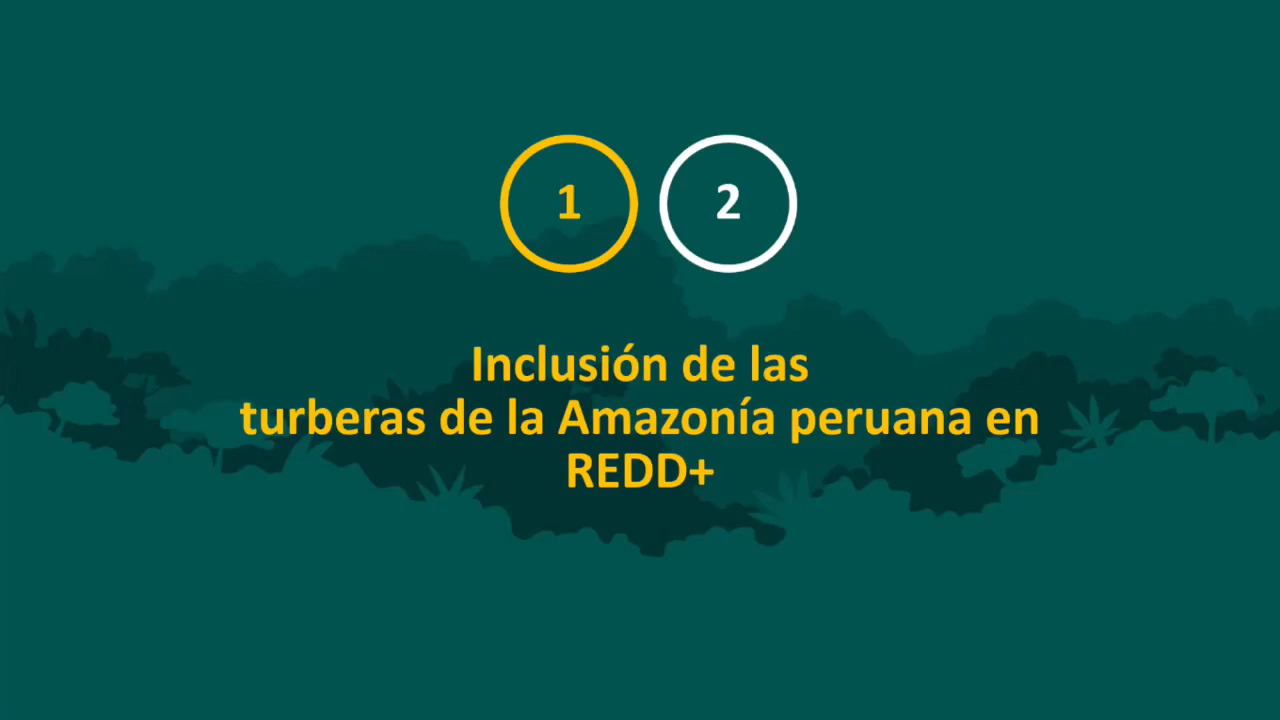 1 2
Inclusión de las
turberas de la Amazonía peruana en
REDD+